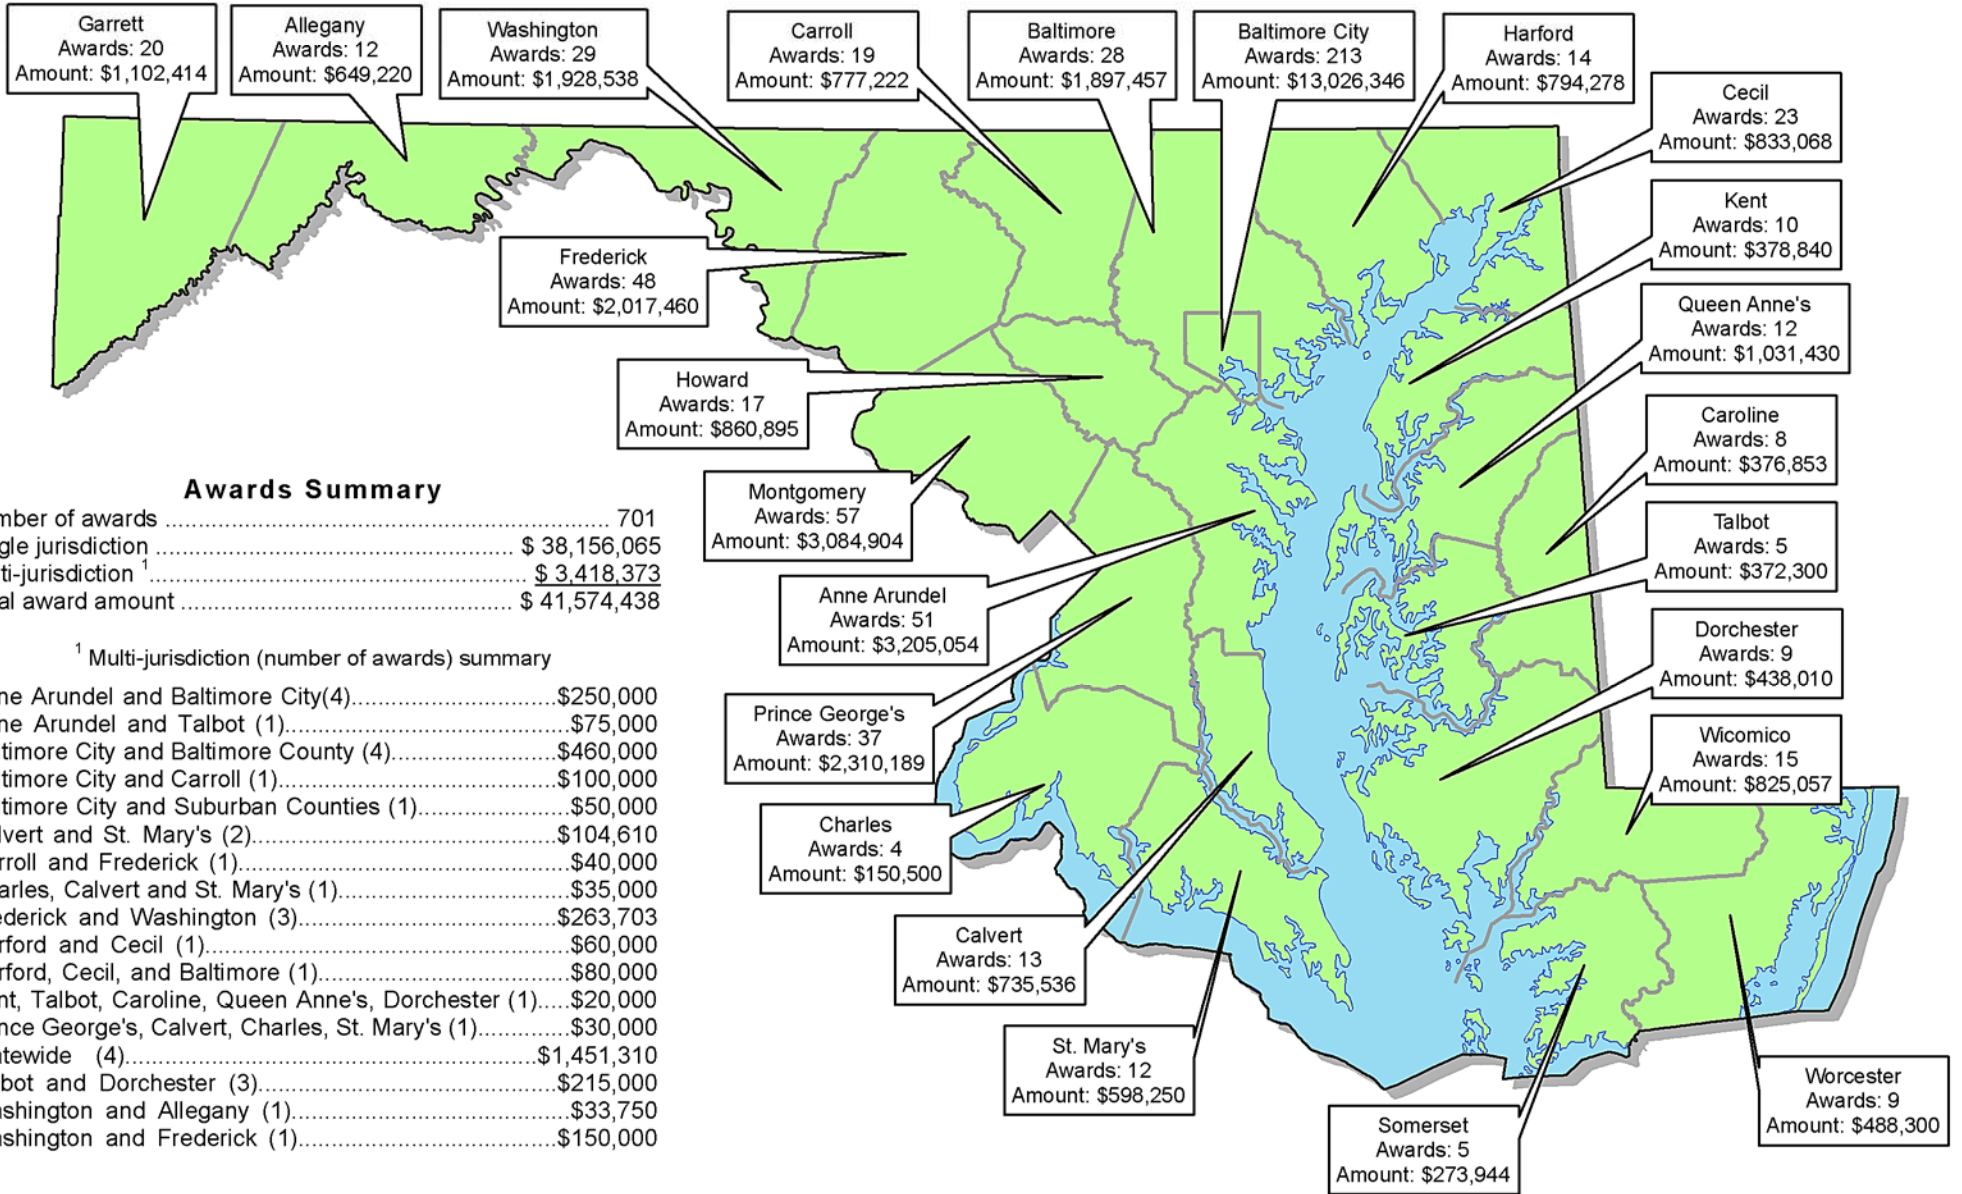 Garrett
Awards: 20
Amount: $1,102,414
Allegany
Awards: 12
Amount: $649,220
Washington
Awards: 29
Amount: $1,928,538
Carroll
Awards: 19
Amount: $777,222
Baltimore
Awards: 28
Amount: $1,897,457
Baltimore City
Awards: 213
Amount: $13,026,346
Harford
Awards: 14
Amount: $794,278
Cecil
Awards: 23
Amount: $833,068
Kent
Awards: 10
Amount: $378,840
Frederick
Awards: 48
Amount: $2,017,460
Queen Anne's
Awards: 12
Amount: $1,031,430
Howard
Awards: 17
Amount: $860,895
Caroline
Awards: 8
Amount: $376,853
Montgomery
Awards: 57
Amount: $3,084,904
Talbot
Awards: 5
Amount: $372,300
Anne Arundel
Awards: 51
Amount: $3,205,054
Dorchester
Awards: 9
Amount: $438,010
Prince George's
Awards: 37
Amount: $2,310,189
Wicomico
Awards: 15
Amount: $825,057
Charles
Awards: 4
Amount: $150,500
Calvert
Awards: 13
Amount: $735,536
St. Mary's
Awards: 12
Amount: $598,250
Worcester
Awards: 9
Amount: $488,300
Somerset
Awards: 5
Amount: $273,944
Awards Summary
mber of awards ........ 701
gle jurisdiction ........ $ 38,156,065
ti-jurisdiction 1 ........ $ 3,418,373
al award amount ........ $ 41,574,438
1 Multi-jurisdiction (number of awards) summary
ne Arundel and Baltimore City(4)........$250,000
ne Arundel and Talbot (1)........$75,000
timore City and Baltimore County (4)........$460,000
timore City and Carroll (1)........$100,000
timore City and Suburban Counties (1)........$50,000
lvert and St. Mary's (2)........$104,610
rroll and Frederick (1)........$40,000
arles, Calvert and St. Mary's (1)........$35,000
ederick and Washington (3)........$263,703
rford and Cecil (1)........$60,000
rford, Cecil, and Baltimore (1)........$80,000
nt, Talbot, Caroline, Queen Anne's, Dorchester (1).....$20,000
nce George's, Calvert, Charles, St. Mary's (1)........$30,000
atewide (4)........$1,451,310
lbot and Dorchester (3)........$215,000
ashington and Allegany (1)........$33,750
ashington and Frederick (1)........$150,000